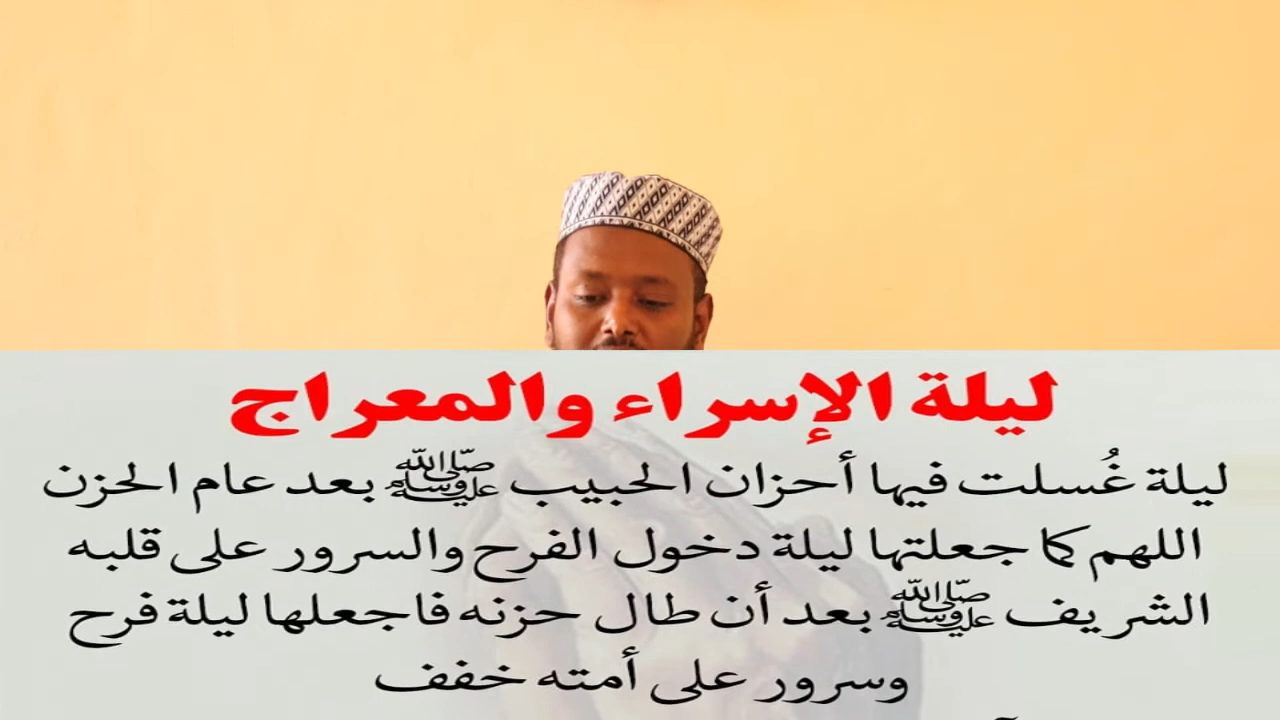 ليلة الإسراء والمعراج
ليلة غُسلت فيها أحزان الحبيب ﷺ بعد عام الحزن
اللهم كما جعلتها ليلة دخول الفرح والسرور على قلبه
الشريف ﷺ بعد أن طال حزنه فاجعلها ليلة فرح
وسرور على أمته خفف